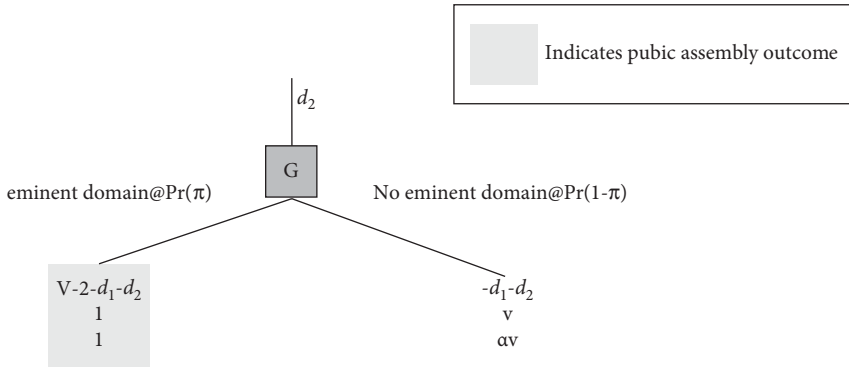 Indicates pubic assembly outcome
d₂
G
eminent domain@Pr(π)
No eminent domain@Pr(1-π)
V-2-d₁-d₂
1
1
-d₁-d₂
v
αv